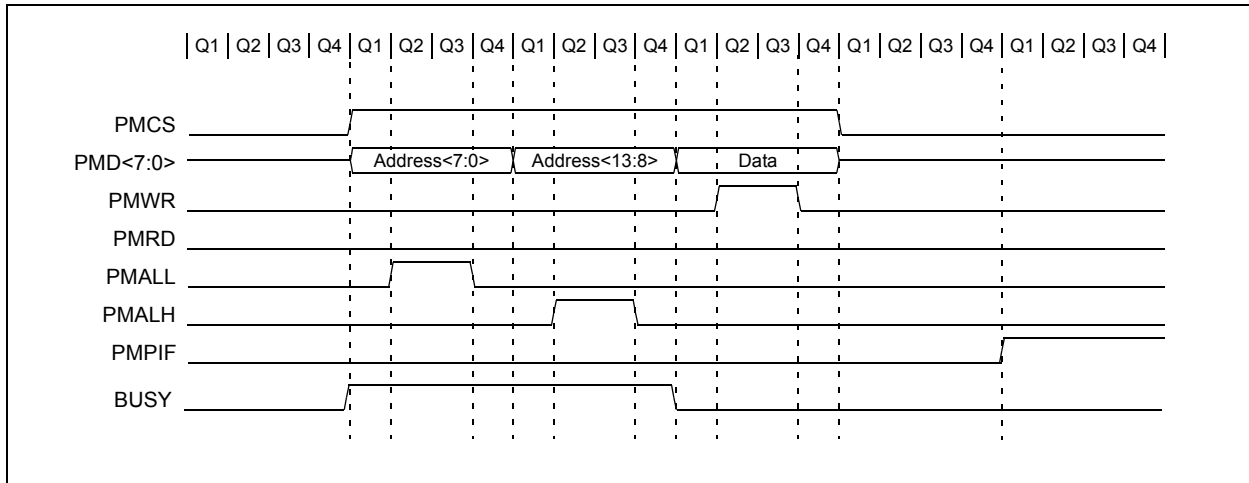 Q1 Q2 Q3 Q4 Q1 Q2 Q3 Q4 Q1 Q2 Q3 Q4 Q1 Q2 Q3 Q4 Q1 Q2 Q3 Q4 Q1 Q2 Q3 Q4
PMCS
PMD<7:0> Address<7:0> Address<13:8> Data
PMWR
PMRD
PMALL
PMALH
PMPIF
BUSY